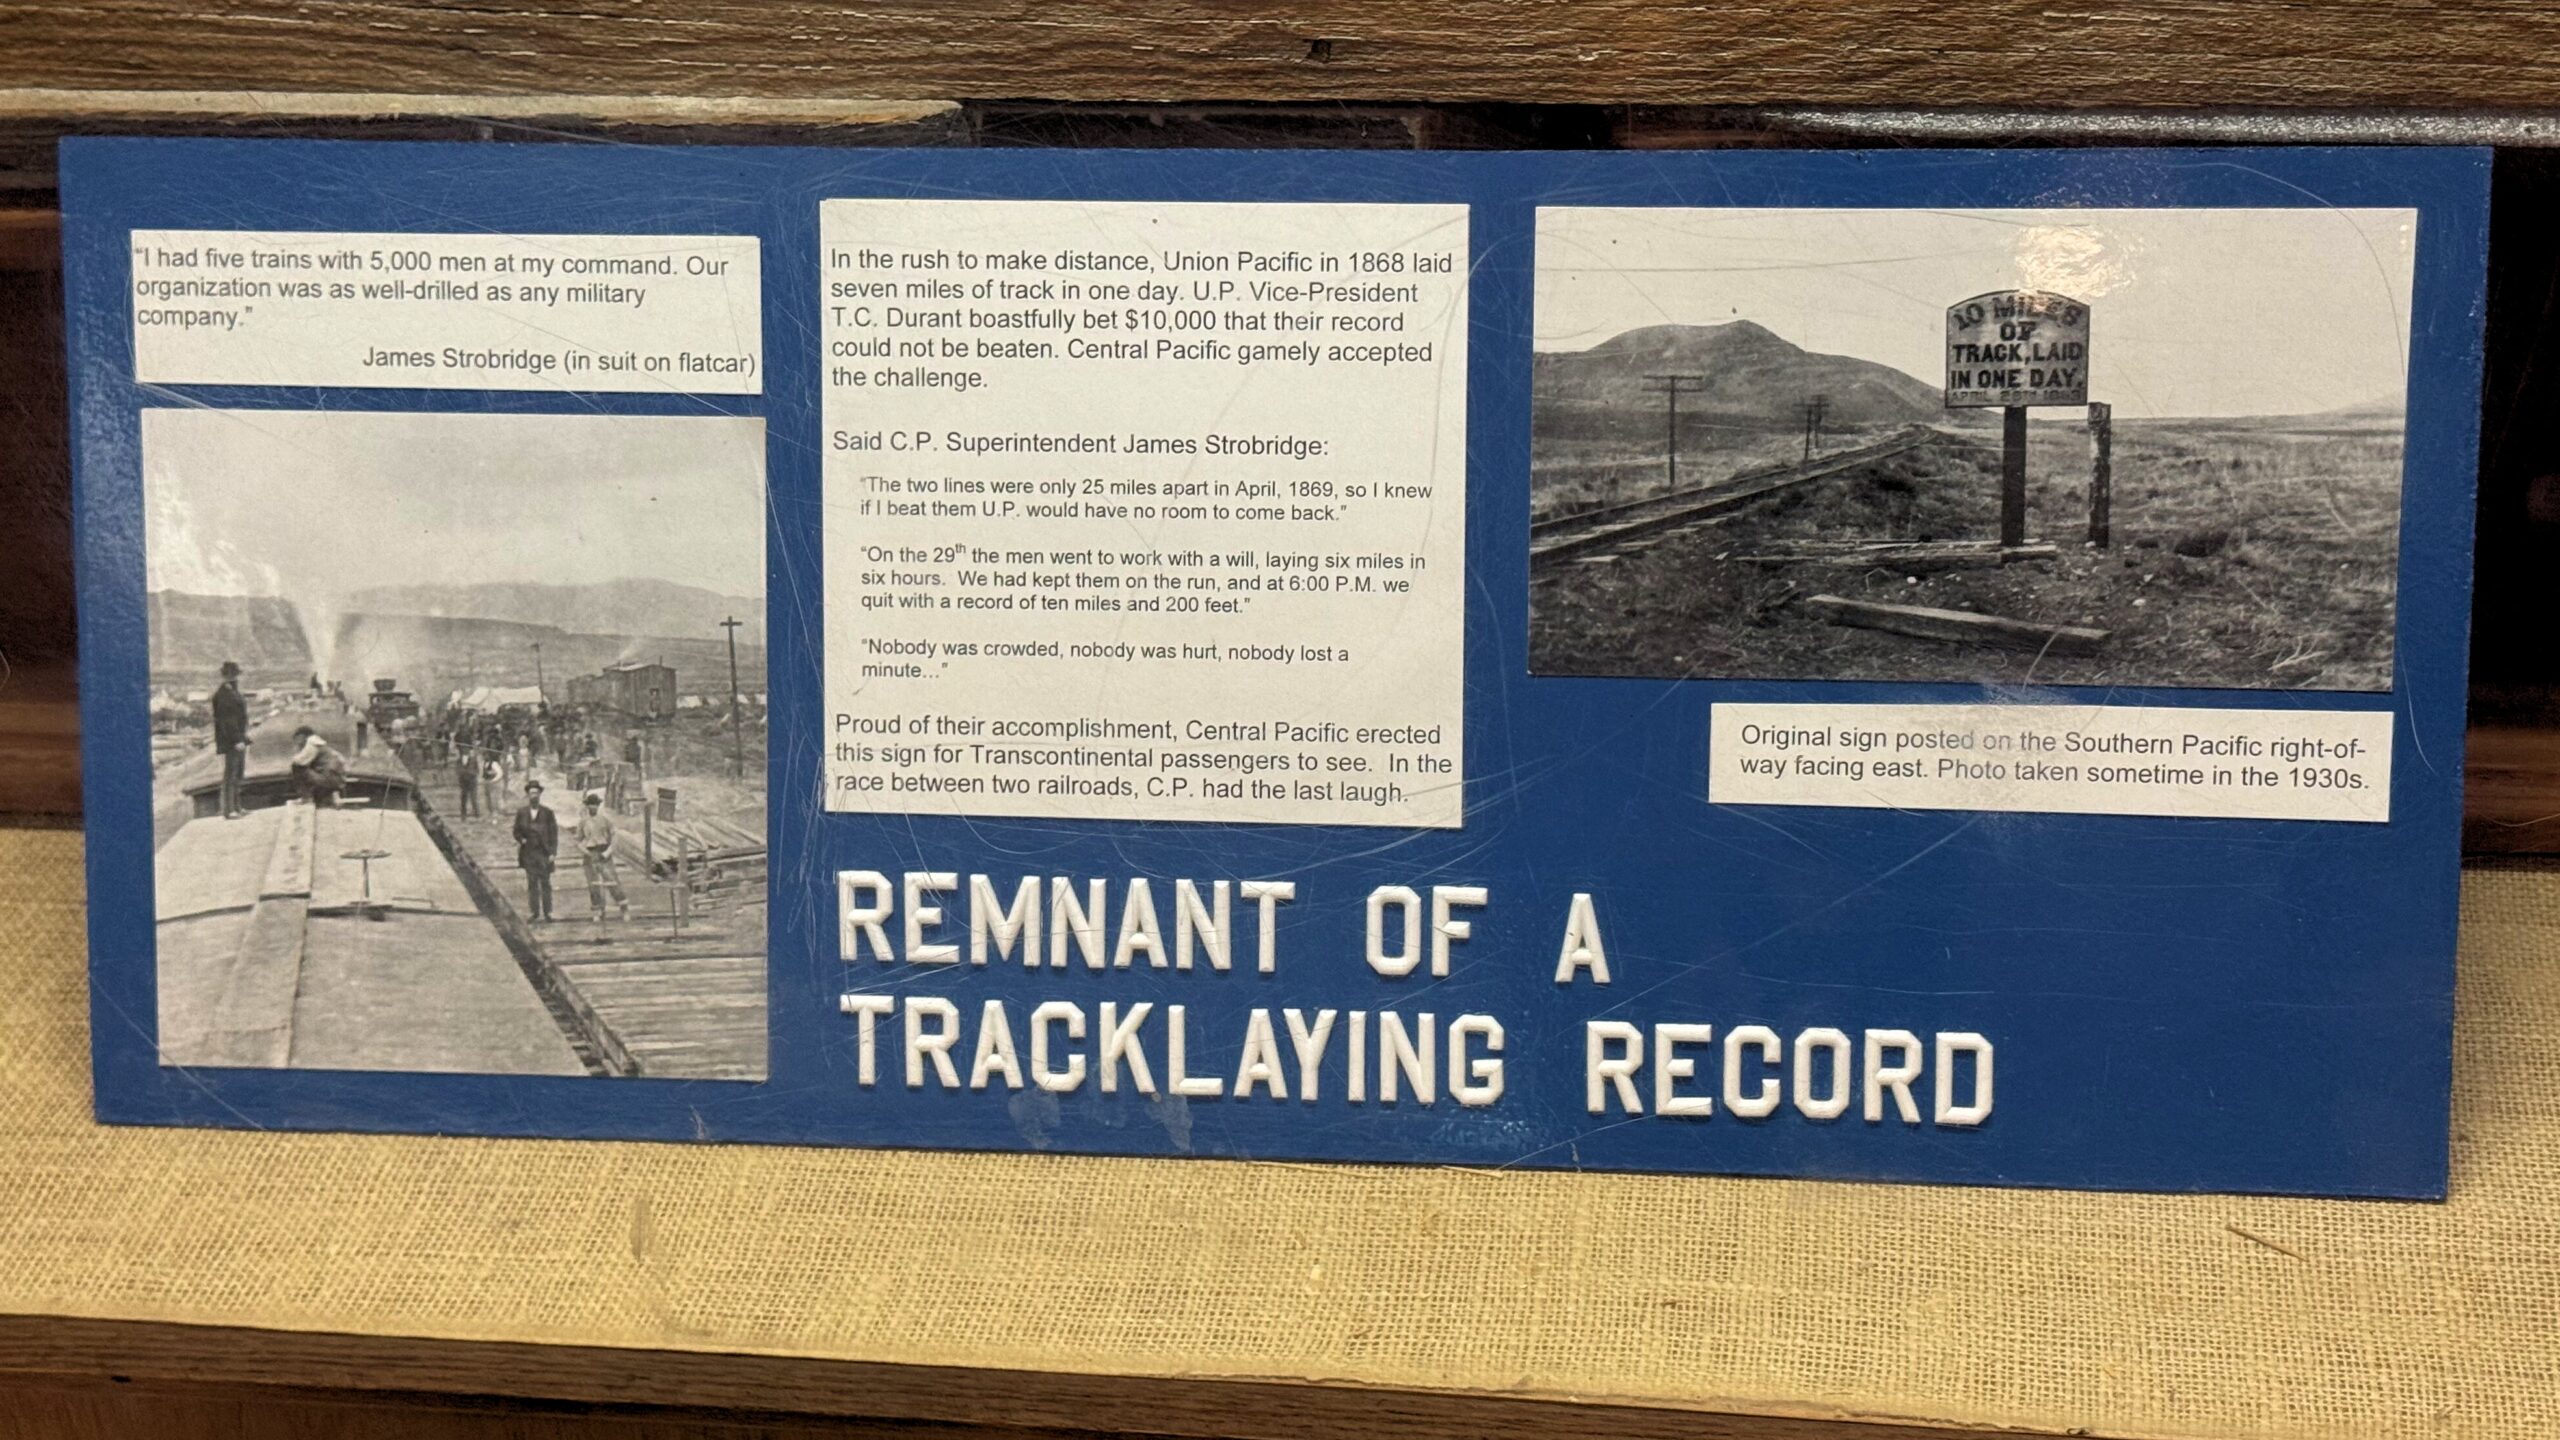 "I had five trains with 5,000 men at my command. Our
organization was as well-drilled as any military
company."
James Strobridge (in suit on flatcar)
In the rush to make distance, Union Pacific in 1868 laid
seven miles of track in one day. U.P. Vice-President
T.C. Durant boastfully bet $10,000 that their record
could not be beaten. Central Pacific gamely accepted
the challenge.
Said C.P. Superintendent James Strobridge:
"The two lines were only 25 miles apart in April, 1869, so I knew
if I beat them U.P. would have no room to come back."
"On the 29th the men went to work with a will, laying six miles in
six hours. We had kept them on the run, and at 6:00 P.M. we
quit with a record of ten miles and 200 feet."
"Nobody was crowded, nobody was hurt, nobody lost a
minute..."
Proud of their accomplishment, Central Pacific erected
this sign for Transcontinental passengers to see. In the
race between two railroads, C.P. had the last laugh.
10 MILES
OF
TRACK, LAID
IN ONE DAY.
APRIL
Original sign posted on the Southern Pacific right-of-
way facing east. Photo taken sometime in the 1930s.
REMNANT OF A
TRACKLAYING RECORD